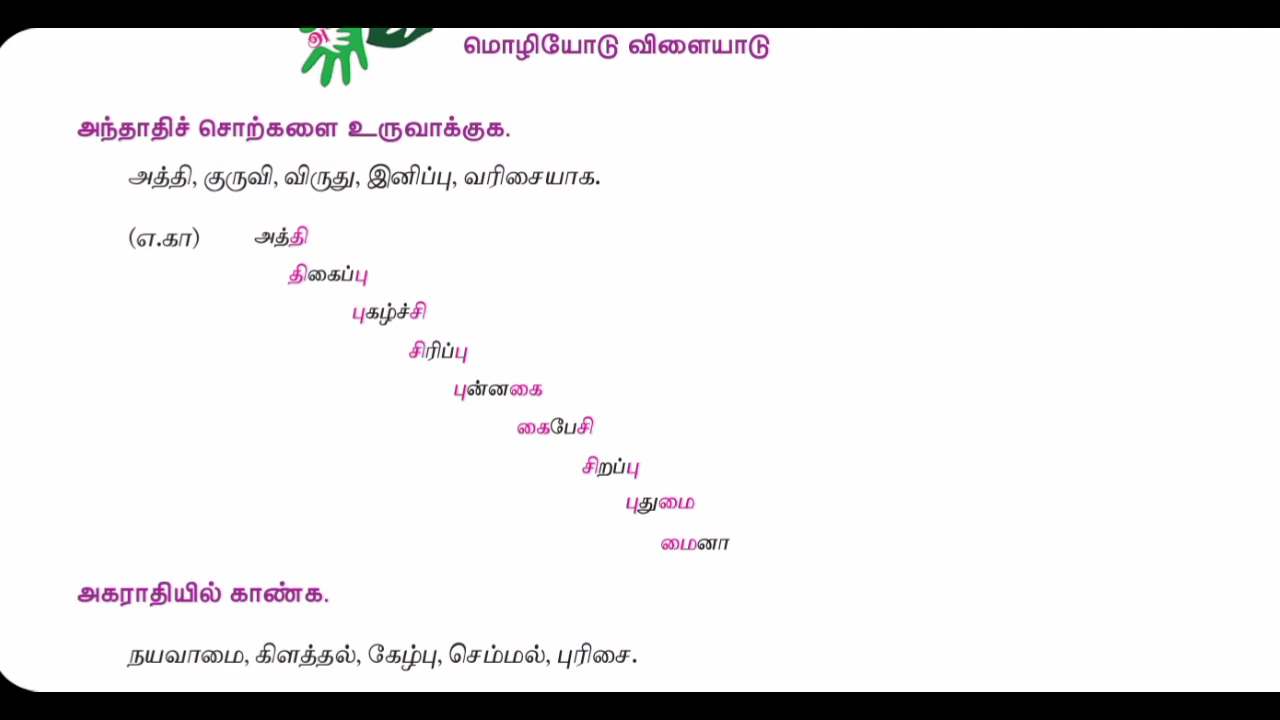 மொழியோடு விளையாடு
அந்தாதிச் சொற்களை உருவாக்குக.
அத்தி, குருவி, விருது, இனிப்பு, வரிசையாக.
(எ.கா) அத்தி
திகைப்பு
புகழ்ச்சி
சிரிப்பு
புன்னகை
கைபேசி
சிறப்பு
புதுமை
மைனா
அகராதியில் காண்க.
நயவாமை, கிளத்தல், கேழ்பு, செம்மல், புரிசை.